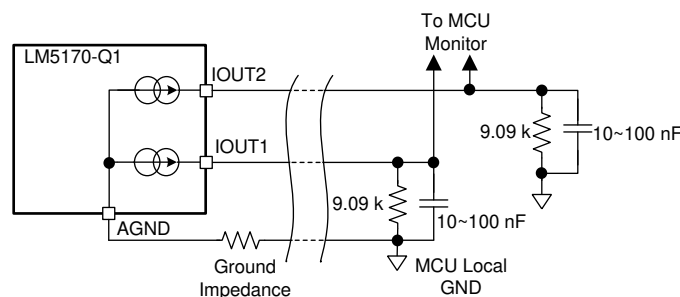 To MCU
Monitor
LM5170-Q1
IOUT2
9.09 k
10~100 nF
IOUT1
9.09 k
10~100 nF
AGND
Ground
Impedance
MCU Local
GND